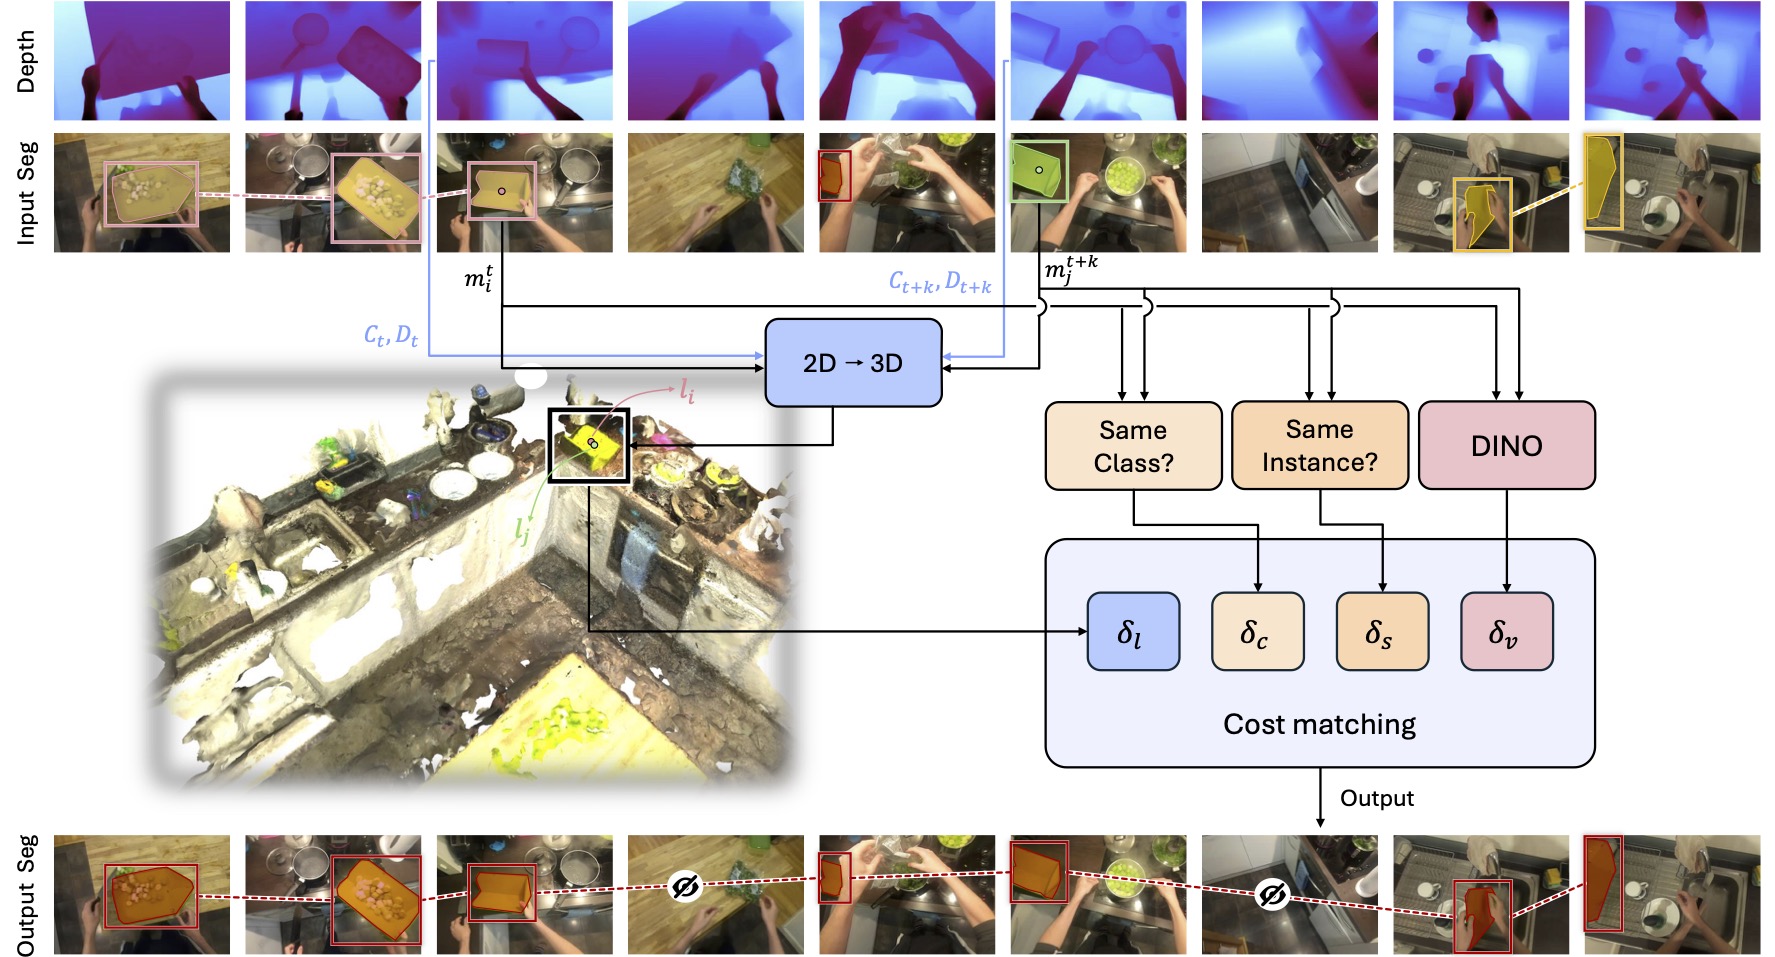 Depth
Input Seg
$m_i^t$
$C_{t+k}, D_{t+k}$
$m_j^{t+k}$
$C_t, D_t$
2D → 3D
$l_i$
$l_j$
Same
Class?
Same
Instance?
DINO
$\delta_l$
$\delta_c$
$\delta_s$
$\delta_v$
Cost matching
Output
Output Seg